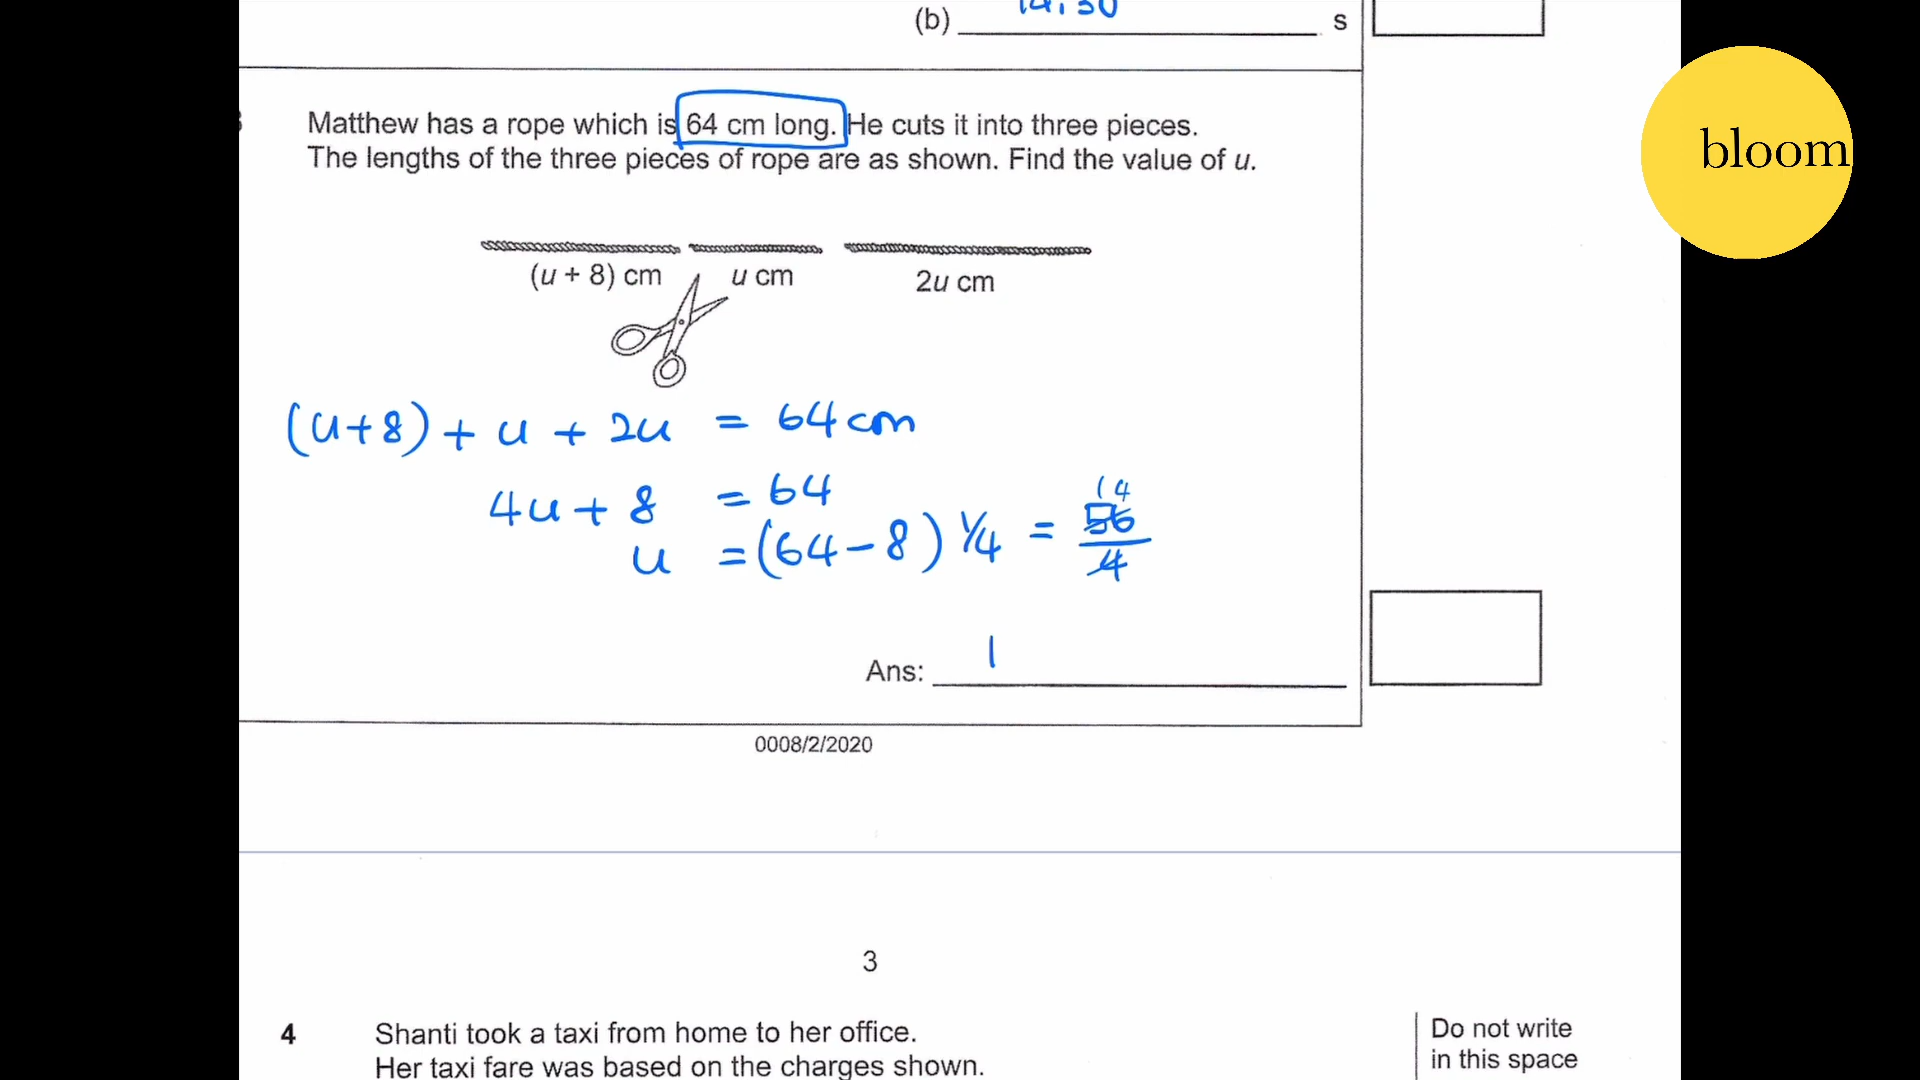 (b) 14.50 s
Matthew has a rope which is 64 cm long. He cuts it into three pieces.
The lengths of the three pieces of rope are as shown. Find the value of u.
bloom
(u + 8) cm u cm 2u cm
(u+8) + u + 2u = 64 cm
4u + 8 = 64
14
u = (64 - 8) 1/4 = 56/4
Ans: 1
0008/2/2020
3
4 Shanti took a taxi from home to her office.
Her taxi fare was based on the charges shown.
Do not write
in this space